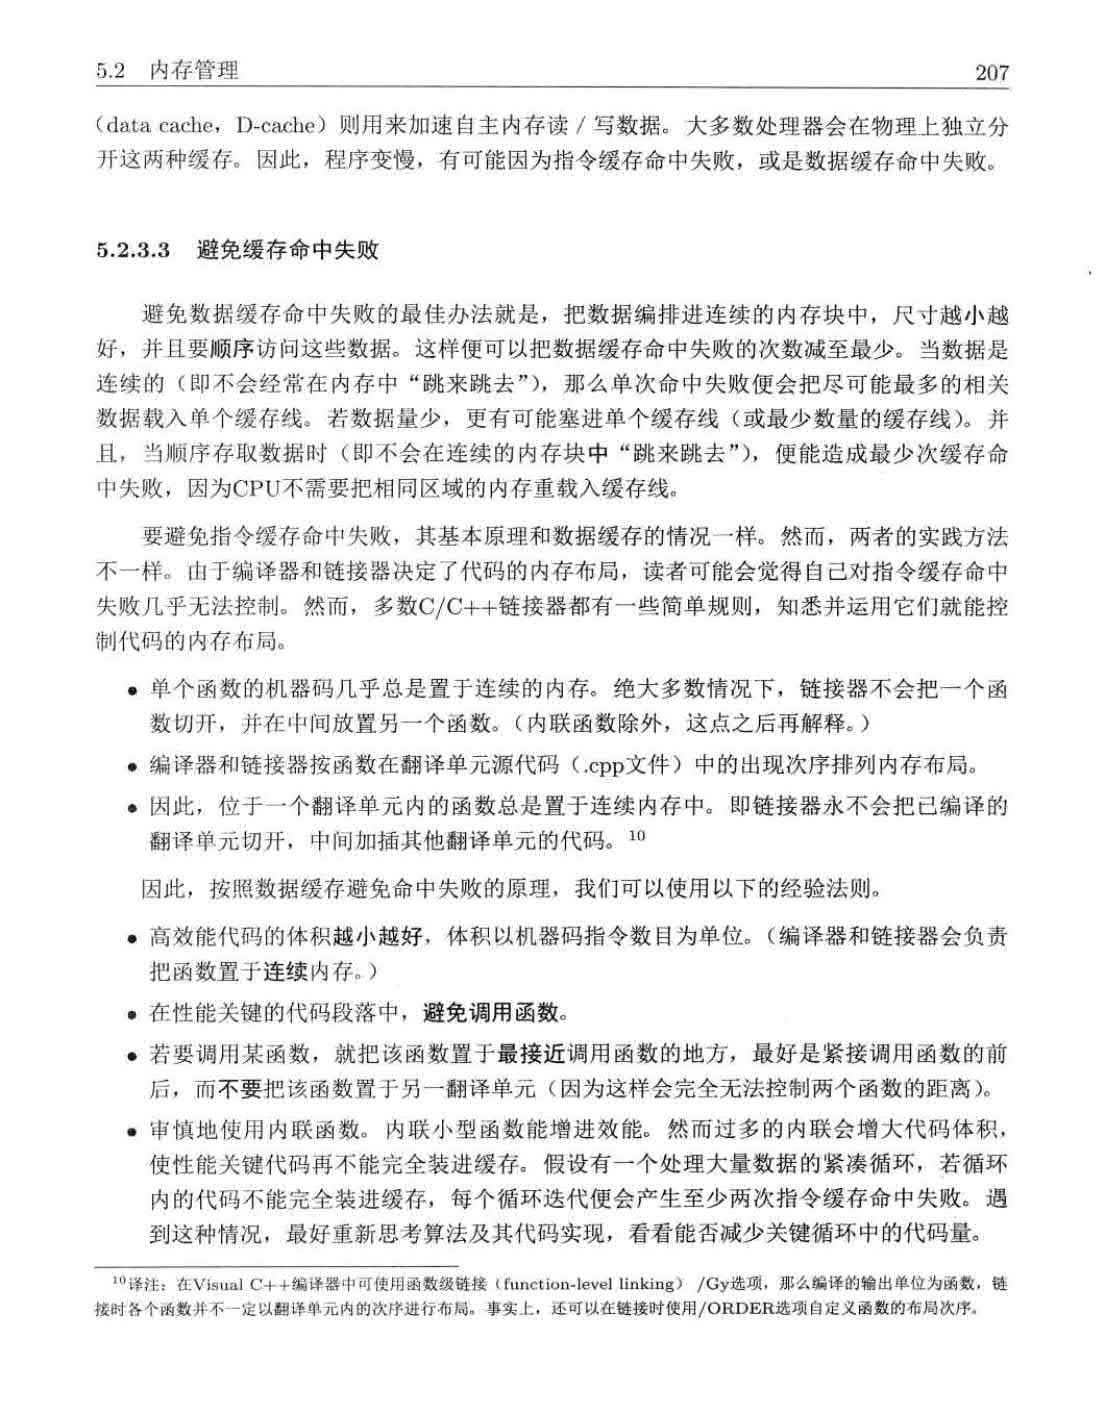 5.2 内存管理 207
（data cache，D-cache）则用来加速自主内存读 / 写数据。大多数处理器会在物理上独立分
开这两种缓存。因此，程序变慢，有可能因为指令缓存命中失败，或是数据缓存命中失败。
5.2.3.3 避免缓存命中失败
避免数据缓存命中失败的最佳办法就是，把数据编排进连续的内存块中，尺寸越小越
好，并且要顺序访问这些数据。这样便可以把数据缓存命中失败的次数减至最少。当数据是
连续的（即不会经常在内存中“跳来跳去”），那么单次命中失败便会把尽可能最多的相关
数据载入单个缓存线。若数据量少，更有可能塞进单个缓存线（或最少数量的缓存线）。并
且，当顺序存取数据时（即不会在连续的内存块中“跳来跳去”），便能造成最少次缓存命
中失败，因为CPU不需要把相同区域的内存重载入缓存线。
要避免指令缓存命中失败，其基本原理和数据缓存的情况一样。然而，两者的实践方法
不一样。由于编译器和链接器决定了代码的内存布局，读者可能会觉得自己对指令缓存命中
失败几乎无法控制。然而，多数C/C++链接器都有一些简单规则，知悉并运用它们就能控
制代码的内存布局。
● 单个函数的机器码几乎总是置于连续的内存。绝大多数情况下，链接器不会把一个函
数切开，并在中间放置另一个函数。（内联函数除外，这点之后再解释。）
● 编译器和链接器按函数在翻译单元源代码（.cpp文件）中的出现次序排列内存布局。
● 因此，位于一个翻译单元内的函数总是置于连续内存中。即链接器永不会把已编译的
翻译单元切开，中间加插其他翻译单元的代码。10
因此，按照数据缓存避免命中失败的原理，我们可以使用以下的经验法则。
● 高效能代码的体积越小越好，体积以机器码指令数目为单位。（编译器和链接器会负责
把函数置于连续内存。）
● 在性能关键的代码段落中，避免调用函数。
● 若要调用某函数，就把该函数置于最接近调用函数的地方，最好是紧接调用函数的前
后，而不要把该函数置于另一翻译单元（因为这样会完全无法控制两个函数的距离）。
● 审慎地使用内联函数。内联小型函数能增进效能。然而过多的内联会增大代码体积，
使性能关键代码再不能完全装进缓存。假设有一个处理大量数据的紧凑循环，若循环
内的代码不能完全装进缓存，每个循环迭代便会产生至少两次指令缓存命中失败。遇
到这种情况，最好重新思考算法及其代码实现，看看能否减少关键循环中的代码量。
10译注：在Visual C++编译器中可使用函数级链接（function-level linking） /Gy选项，那么编译的输出单位为函数，链
接时各个函数并不一定以翻译单元内的次序进行布局。事实上，还可以在链接时使用/ORDER选项自定义函数的布局次序。